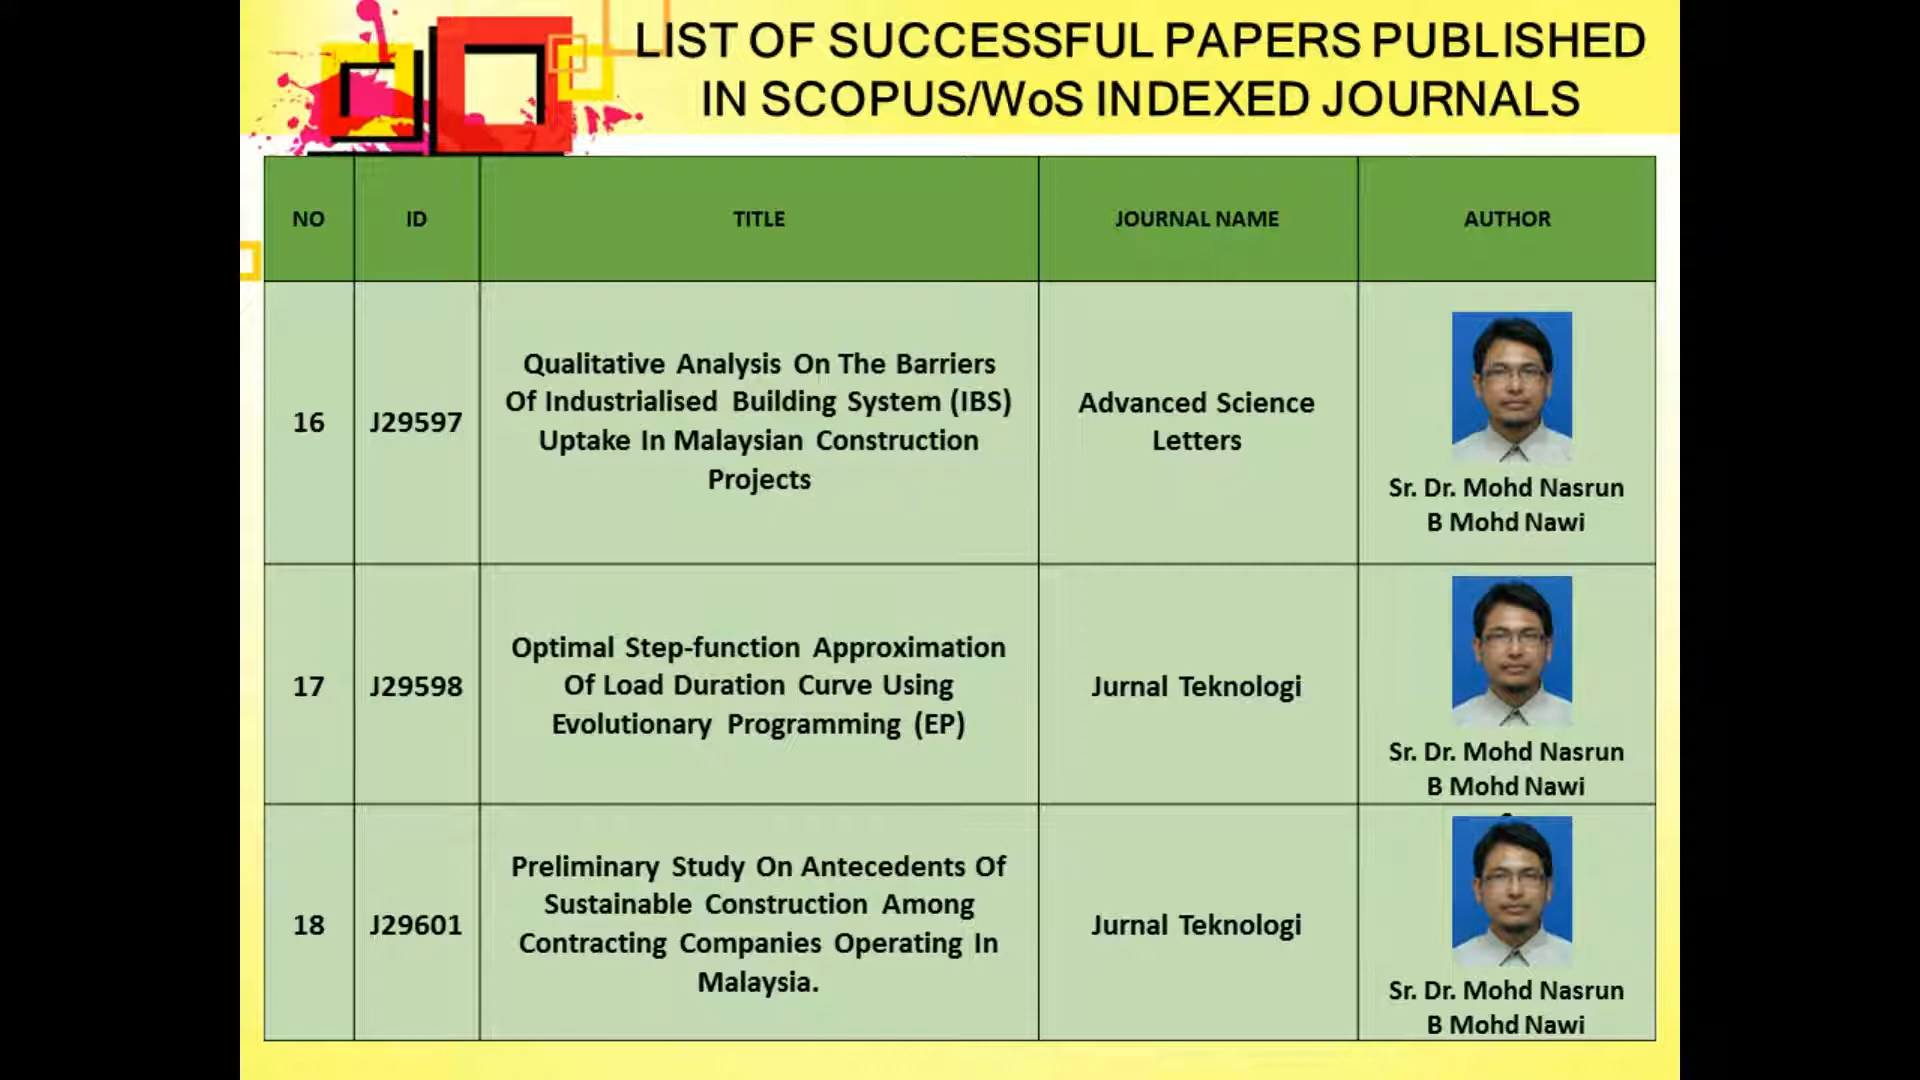 LIST OF SUCCESSFUL PAPERS PUBLISHED
IN SCOPUS/WoS INDEXED JOURNALS
NO
ID
TITLE
JOURNAL NAME
AUTHOR
16
J29597
Qualitative Analysis On The Barriers
Of Industrialised Building System (IBS)
Uptake In Malaysian Construction
Projects
Advanced Science
Letters
Sr. Dr. Mohd Nasrun
B Mohd Nawi
17
J29598
Optimal Step-function Approximation
Of Load Duration Curve Using
Evolutionary Programming (EP)
Jurnal Teknologi
Sr. Dr. Mohd Nasrun
B Mohd Nawi
18
J29601
Preliminary Study On Antecedents Of
Sustainable Construction Among
Contracting Companies Operating In
Malaysia.
Jurnal Teknologi
Sr. Dr. Mohd Nasrun
B Mohd Nawi